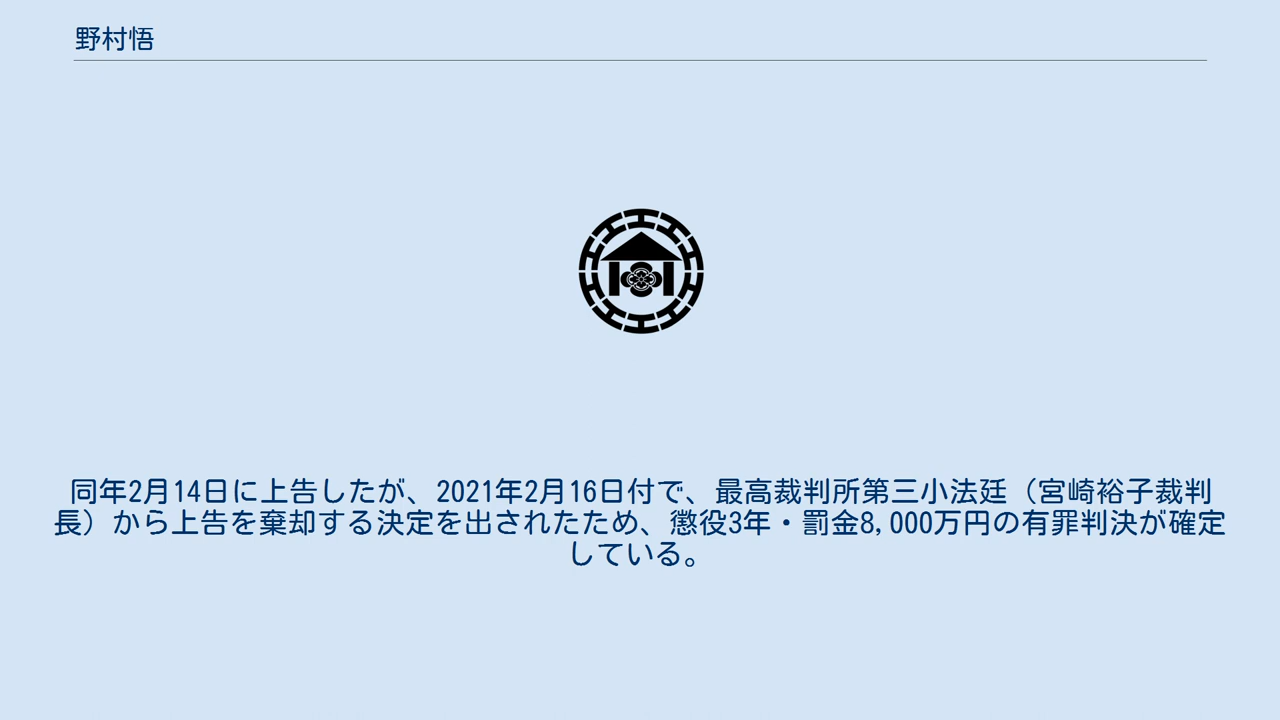 野村悟
同年2月14日に上告したが、2021年2月16日付で、最高裁判所第三小法廷（宮崎裕子裁判
長）から上告を棄却する決定を出されたため、懲役3年・罰金8,000万円の有罪判決が確定
している。